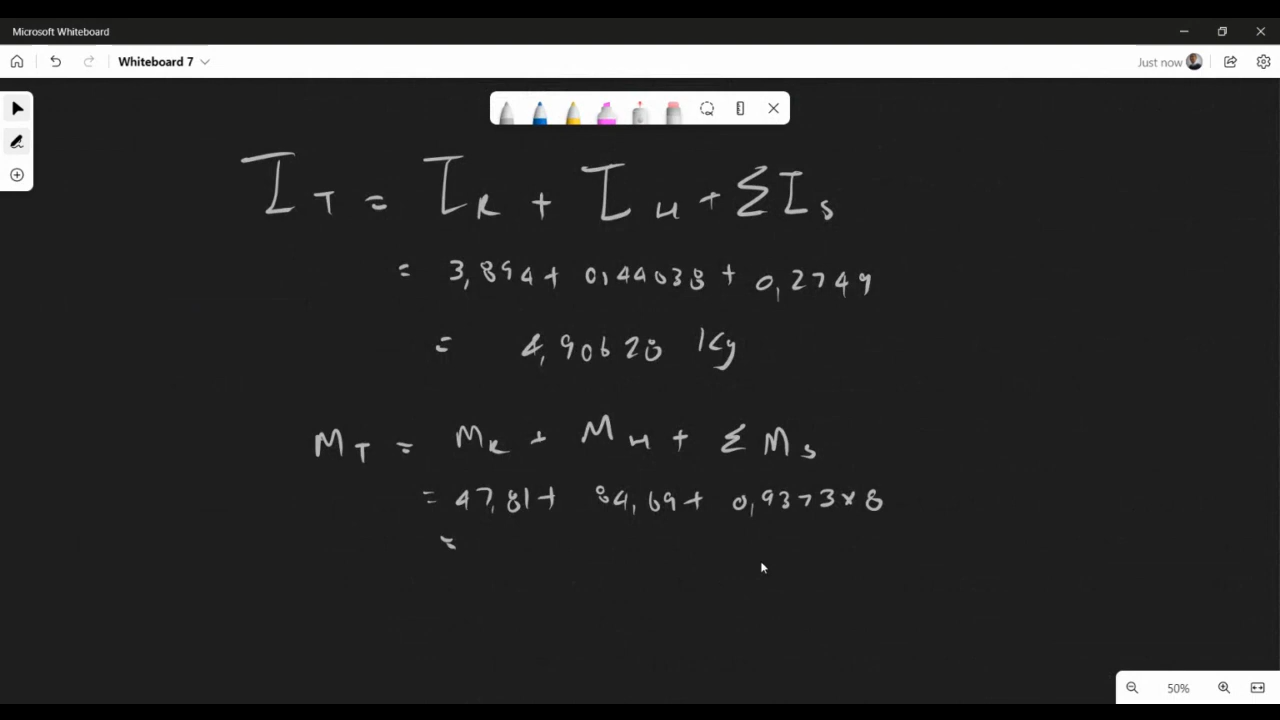 Microsoft Whiteboard
Whiteboard 7
Just now
I_T = I_R + I_H + ΣI_s
= 3,894 + 0,44038 + 0,2749
= 4,90620 Kg
M_T = M_R + M_H + ΣM_s
= 47,81 + 84,69 + 0,9373 × 8
=
50%